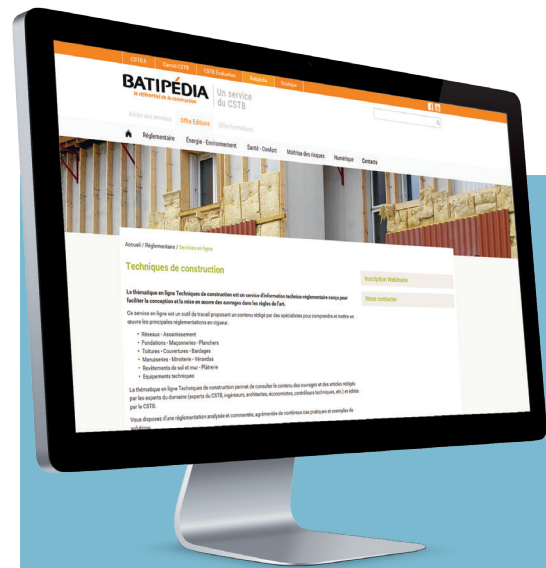 CSTB.fr Carnet CSTB CSTB Évaluation Batipédia Boutique
BATIPÉDIA
le référentiel de la construction
Un service
du CSTB
Accès aux services Offre Éditions Offre Formations
Réglementaire Énergie - Environnement Santé - Confort Maîtrise des risques Numérique Contacts
Accueil / Réglementaire / Services en ligne
Techniques de construction
Inscription Webinaire
Nous contacter
La thématique en ligne Techniques de construction est un service d'information technico-réglementaire conçu pour
faciliter la conception et la mise en œuvre des ouvrages dans les règles de l'art.
Ce service en ligne est un outil de travail proposant un contenu rédigé par des spécialistes pour comprendre et mettre en
œuvre les principales réglementations en vigueur.
• Réseaux - Assainissement
• Fondations - Maçonneries - Planchers
• Toitures - Couvertures - Bardages
• Menuiseries - Miroiterie - Vérandas
• Revêtements de sol et mur - Plâtrerie
• Equipements techniques
La thématique en ligne Techniques de construction permet de consulter le contenu des ouvrages et des articles rédigés
par les experts du domaine (experts du CSTB, ingénieurs, architectes, économistes, contrôleurs techniques, etc.) et édités
par le CSTB.
Vous disposez d'une réglementation analysée et commentée, agrémentée de nombreux cas pratiques et exemples de
solutions.